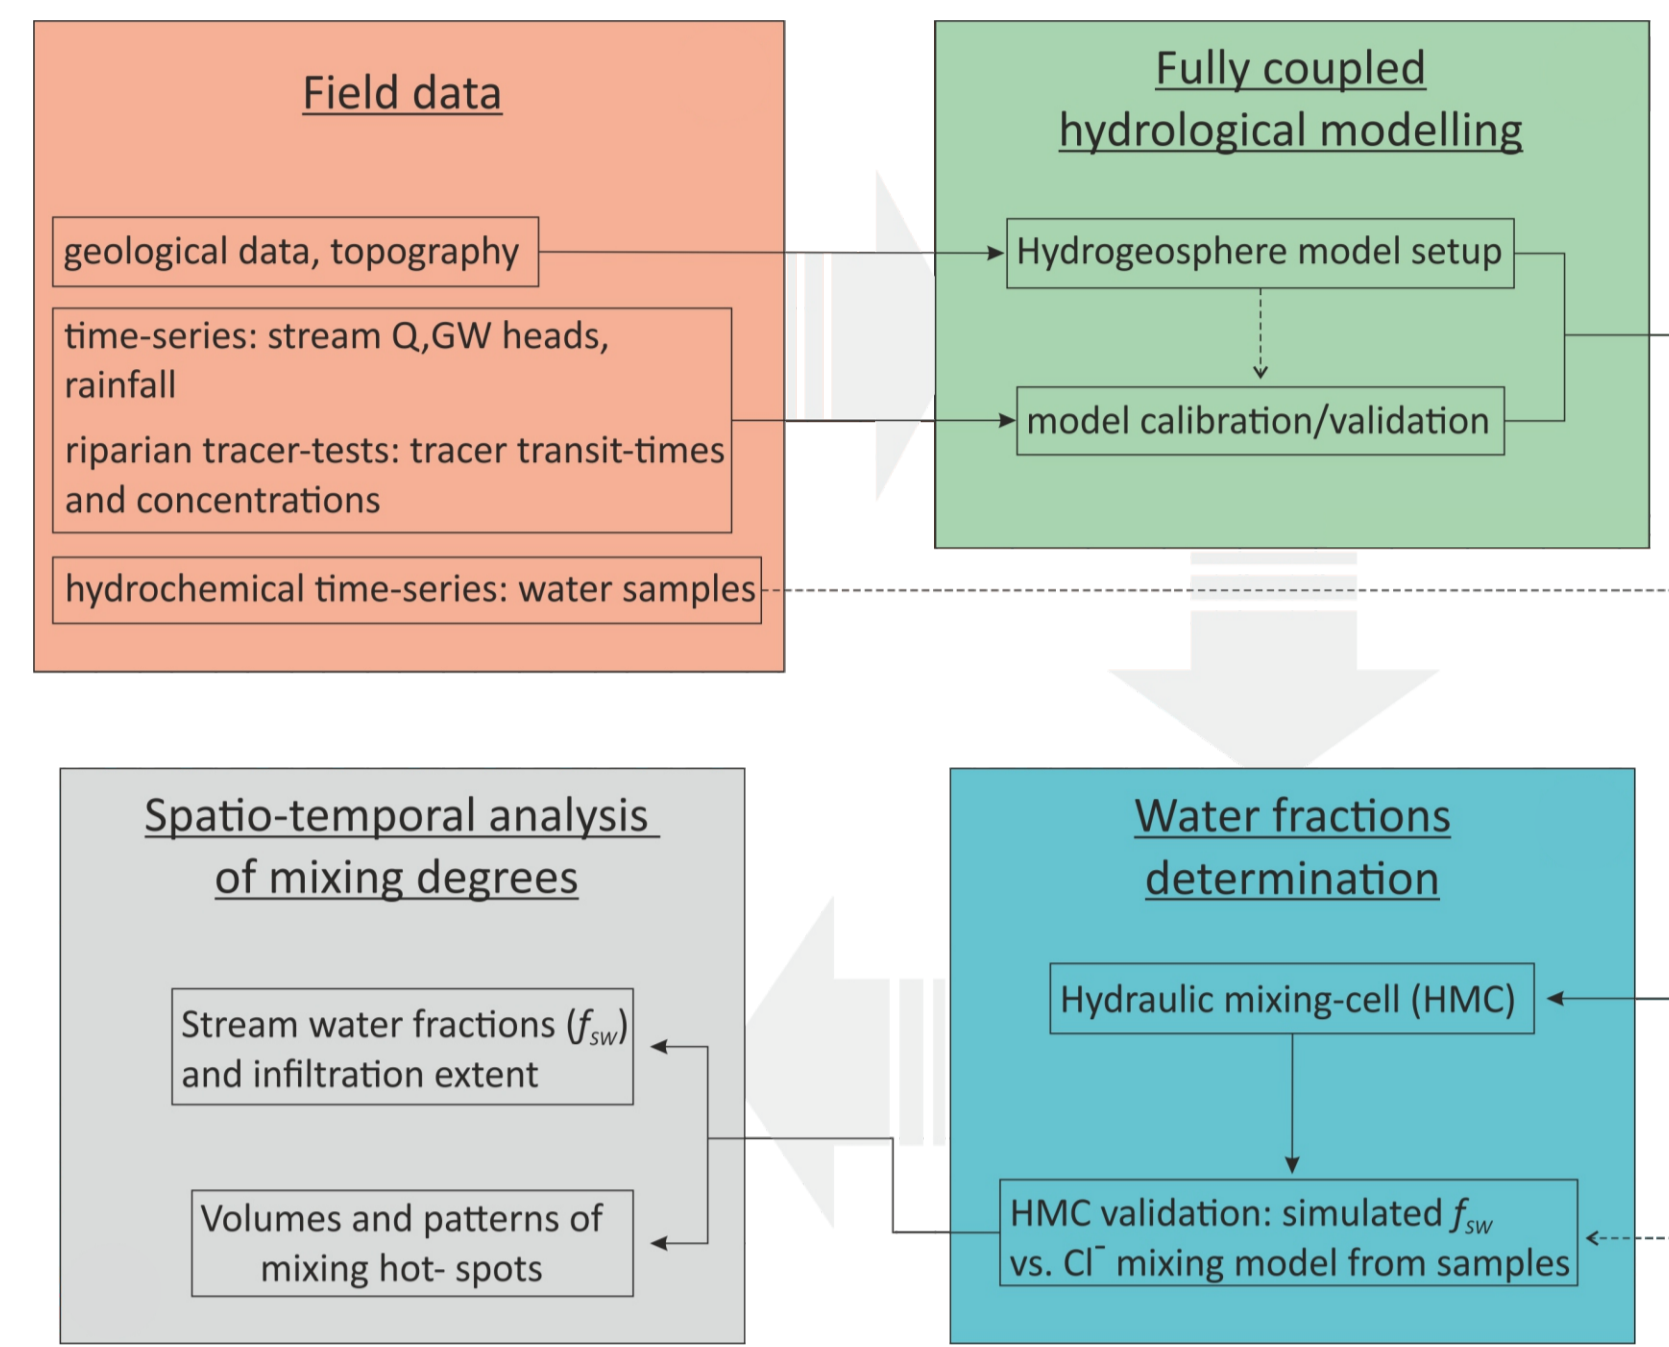 Field data
geological data, topography
time-series: stream Q,GW heads,
rainfall
riparian tracer-tests: tracer transit-times
and concentrations
hydrochemical time-series: water samples
Fully coupled
hydrological modelling
Hydrogeosphere model setup
model calibration/validation
Water fractions
determination
Hydraulic mixing-cell (HMC)
HMC validation: simulated fsw
vs. Cl⁻ mixing model from samples
Spatio-temporal analysis
of mixing degrees
Stream water fractions (fsw)
and infiltration extent
Volumes and patterns of
mixing hot- spots